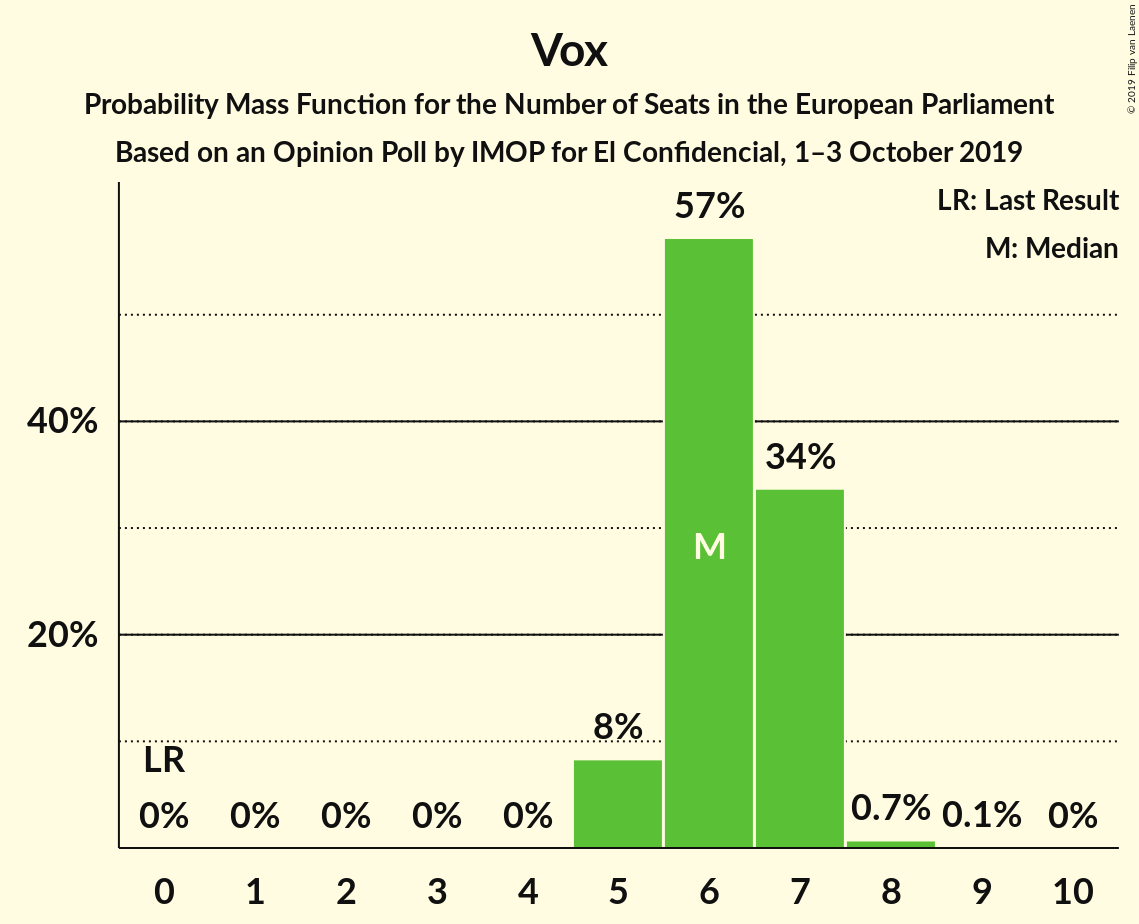 Vox
Probability Mass Function for the Number of Seats in the European Parliament
Based on an Opinion Poll by IMOP for El Confidencial, 1–3 October 2019
© 2019 Filip van Laenen
LR: Last Result
M: Median
57%
40%
34%
M
20%
8%
LR
0% 0% 0% 0% 0% 0.7% 0.1% 0%
0 1 2 3 4 5 6 7 8 9 10